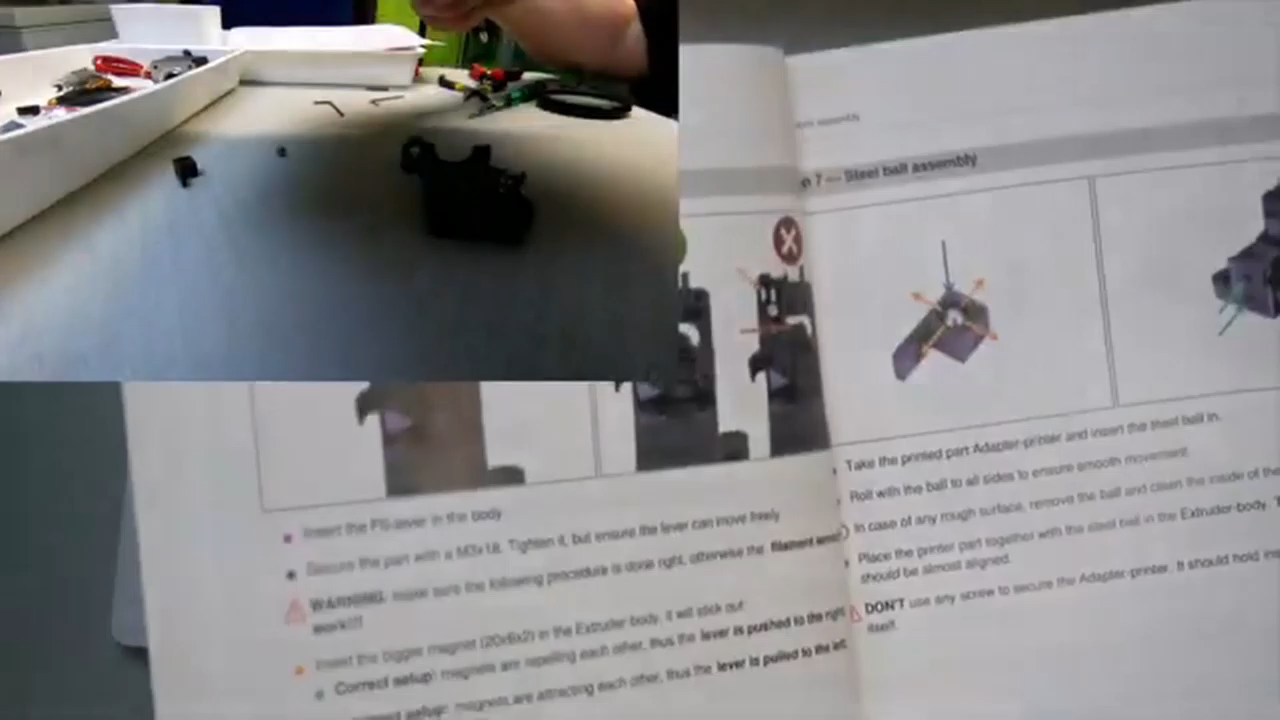 Insert the FS-lever in the body
Secure the part with a M3x18. Tighten it, but ensure the lever can move freely
WARNING: make sure the following procedure is done right, otherwise the filament sensor
work!!!
Insert the bigger magnet (20x6x2) in the Extruder-body, it will stick out
Correct setup: magnets are repelling each other, thus the lever is pushed to the right
setup: magnets are attracting each other, thus the lever is pulled to the left
assembly
7 — Steel ball assembly
Take the printed part Adapter-printer and insert the steel ball in.
Roll with the ball to all sides to ensure smooth movement.
In case of any rough surface, remove the ball and clean the inside of the
Place the printer part together with the steel ball in the Extruder-body.
should be almost aligned.
DON'T use any screw to secure the Adapter-printer. It should hold
itself.